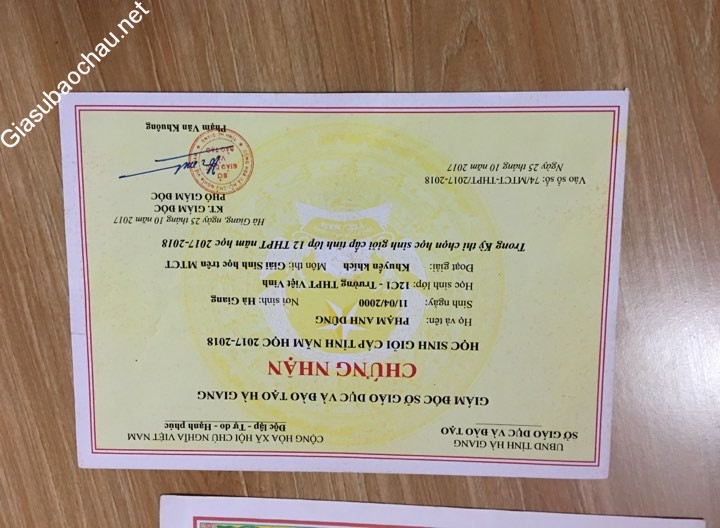 Giasubaochau.net
UBND TỈNH HÀ GIANG
SỞ GIÁO DỤC VÀ ĐÀO TẠO
CỘNG HÒA XÃ HỘI CHỦ NGHĨA VIỆT NAM
Độc lập - Tự do - Hạnh phúc
GIÁM ĐỐC SỞ GIÁO DỤC VÀ ĐÀO TẠO HÀ GIANG
CHỨNG NHẬN
HỌC SINH GIỎI CẤP TỈNH NĂM HỌC 2017-2018
Họ và tên: PHẠM ANH DŨNG
Sinh ngày: 11/04/2000 Nơi sinh: Hà Giang
Học sinh lớp: 12C1 - Trường THPT Việt Vinh
Đoạt giải: Khuyến khích Môn thi: Giải Sinh học trên MTCT
Trong Kỳ thi chọn học sinh giỏi cấp tỉnh lớp 12 THPT năm học 2017-2018
Hà Giang, ngày 25 tháng 10 năm 2017
KT. GIÁM ĐỐC
PHÓ GIÁM ĐỐC
Vào sổ số: 74/MTCT-THPT/2017-2018
Ngày 25 tháng 10 năm 2017
SỞ
GIÁO DỤC
VÀ
ĐÀO TẠO
Phạm Văn Khuông